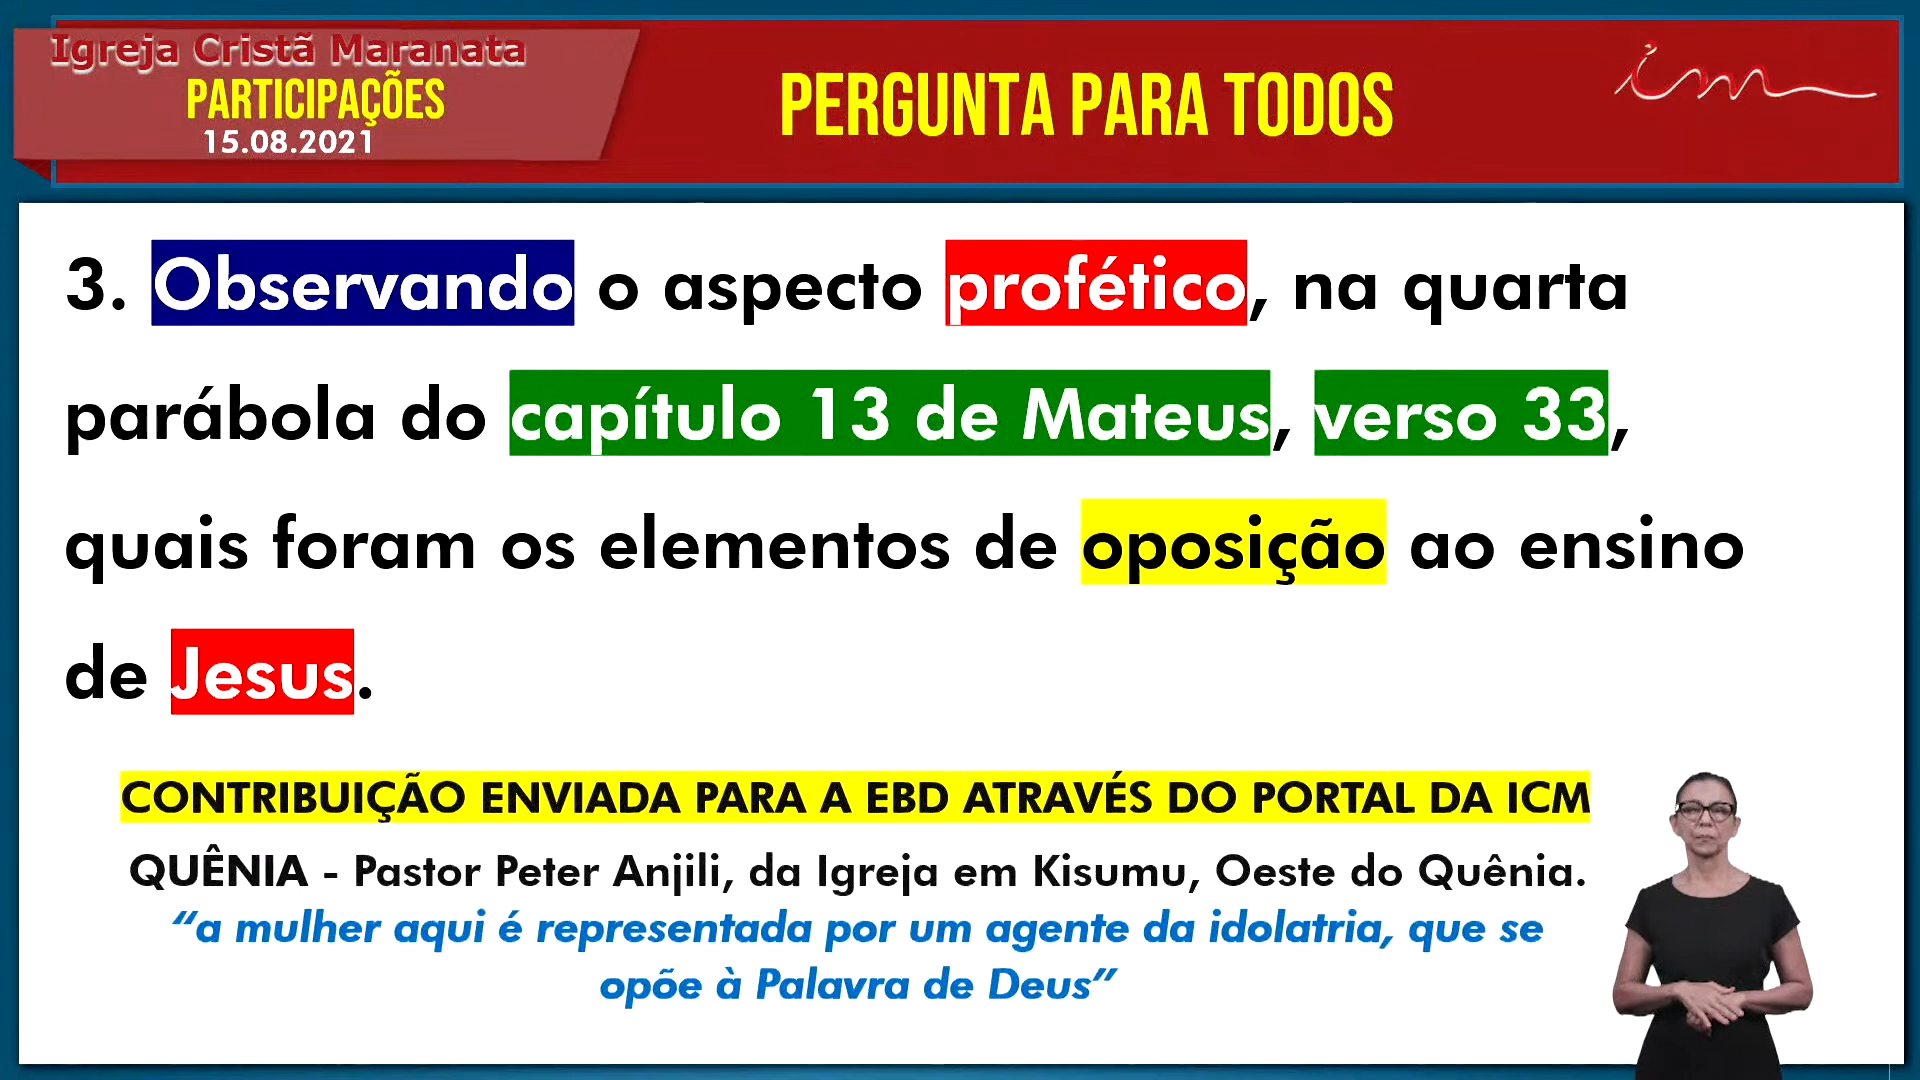 Igreja Cristã Maranata
PARTICIPAÇÕES
15.08.2021
PERGUNTA PARA TODOS
im
3. Observando o aspecto profético, na quarta
parábola do capítulo 13 de Mateus, verso 33,
quais foram os elementos de oposição ao ensino
de Jesus.
CONTRIBUIÇÃO ENVIADA PARA A EBD ATRAVÉS DO PORTAL DA ICM
QUÊNIA - Pastor Peter Anjili, da Igreja em Kisumu, Oeste do Quênia.
“a mulher aqui é representada por um agente da idolatria, que se
opõe à Palavra de Deus”